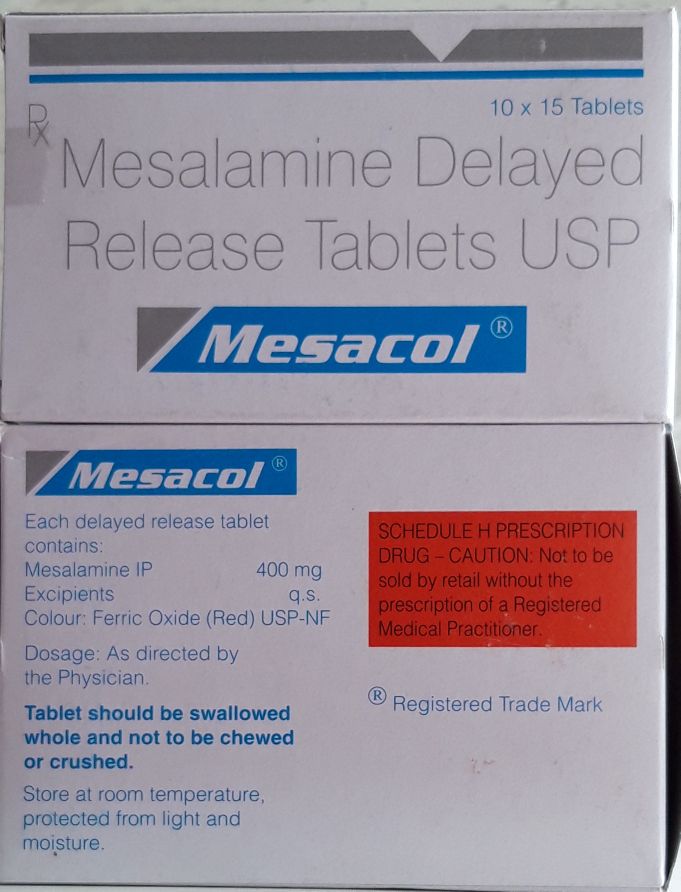 10 x 15 Tablets
Rx
Mesalamine Delayed
Release Tablets USP
Mesacol ®
Mesacol ®
Each delayed release tablet
contains:
Mesalamine IP 400 mg
Excipients q.s.
Colour: Ferric Oxide (Red) USP-NF
Dosage: As directed by
the Physician.
Tablet should be swallowed
whole and not to be chewed
or crushed.
Store at room temperature,
protected from light and
moisture.
SCHEDULE H PRESCRIPTION
DRUG – CAUTION: Not to be
sold by retail without the
prescription of a Registered
Medical Practitioner.
® Registered Trade Mark